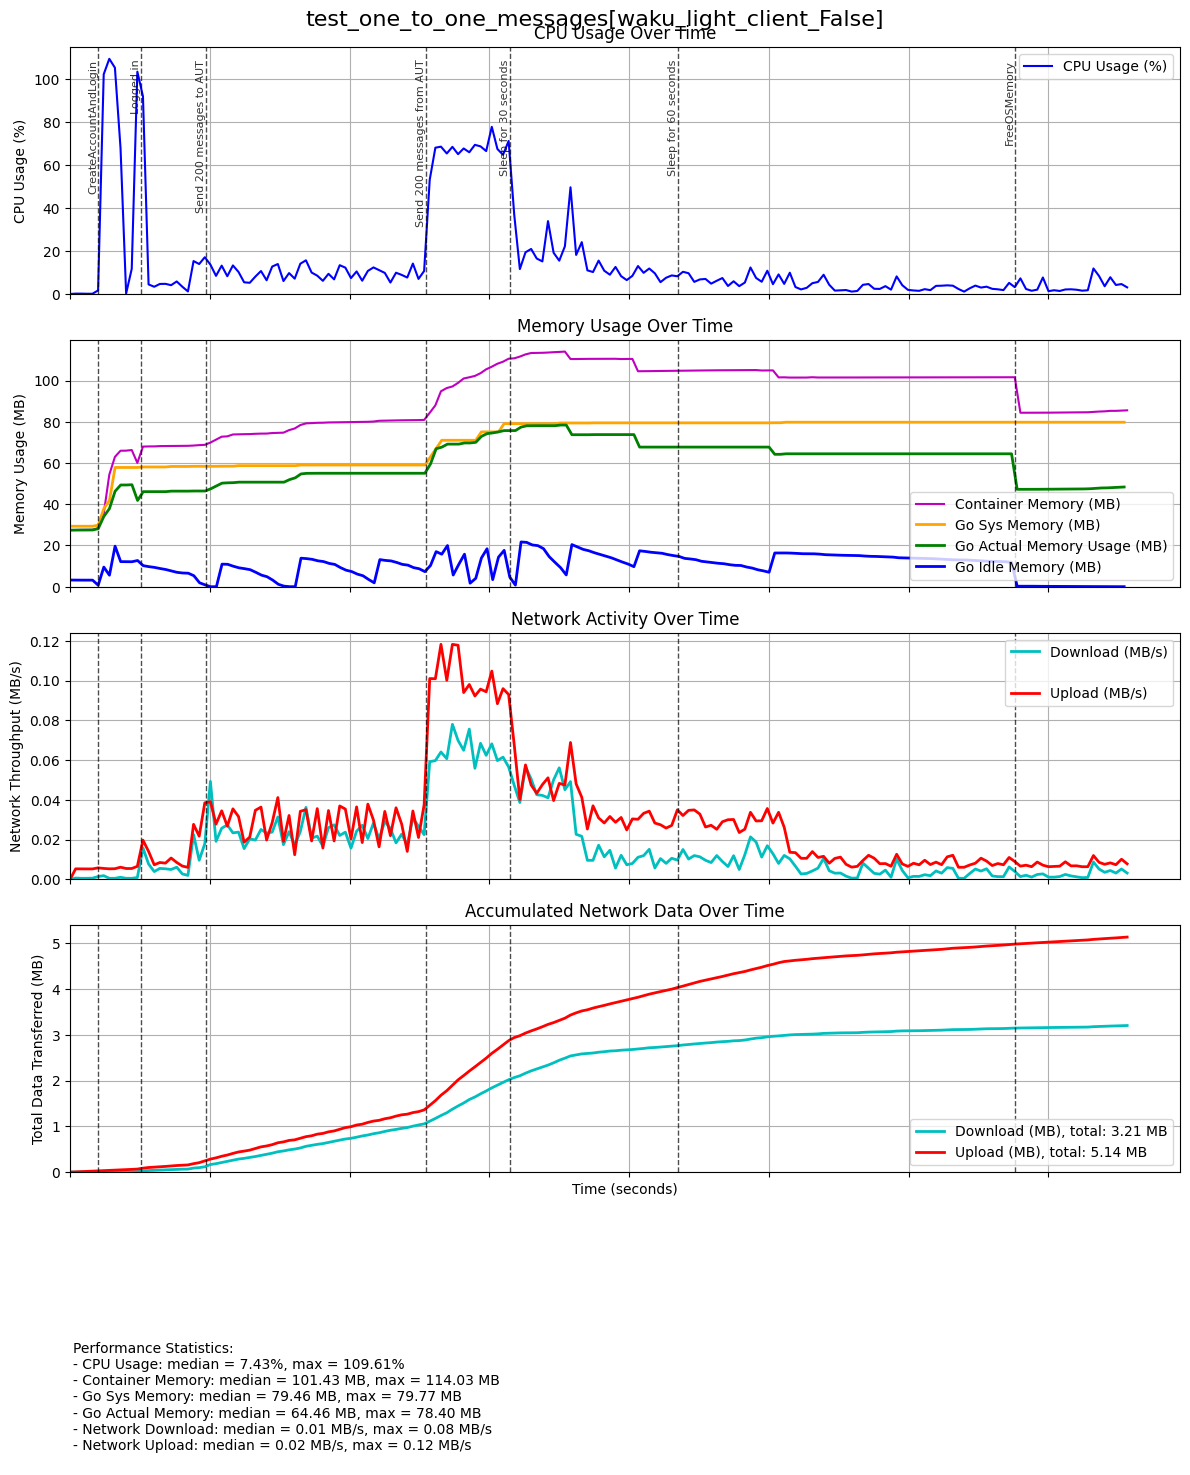 test_one_to_one_messages[waku_light_client_False]
CPU Usage Over Time
CPU Usage (%)
100
80
60
40
20
0
CreateAccountAndLogin
Logged in
Send 200 messages to AUT
Send 200 messages from AUT
Sleep for 30 seconds
Sleep for 60 seconds
FreeOSMemory
CPU Usage (%)
Memory Usage Over Time
Memory Usage (MB)
100
80
60
40
20
0
Container Memory (MB)
Go Sys Memory (MB)
Go Actual Memory Usage (MB)
Go Idle Memory (MB)
Network Activity Over Time
Network Throughput (MB/s)
0.12
0.10
0.08
0.06
0.04
0.02
0.00
Download (MB/s)
Upload (MB/s)
Accumulated Network Data Over Time
Total Data Transferred (MB)
5
4
3
2
1
0
Download (MB), total: 3.21 MB
Upload (MB), total: 5.14 MB
Time (seconds)
Performance Statistics:
- CPU Usage: median = 7.43%, max = 109.61%
- Container Memory: median = 101.43 MB, max = 114.03 MB
- Go Sys Memory: median = 79.46 MB, max = 79.77 MB
- Go Actual Memory: median = 64.46 MB, max = 78.40 MB
- Network Download: median = 0.01 MB/s, max = 0.08 MB/s
- Network Upload: median = 0.02 MB/s, max = 0.12 MB/s